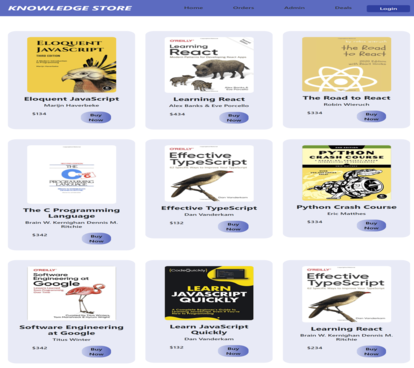 KNOWLEDGE STORE
Home Orders Admin Deals Login
ELOQUENT
JAVASCRIPT
Eloquent JavaScript
Marijn Haverbeke
$134
Buy
Now
O'REILLY
Learning
React
Learning React
Alex Banks & Eve Porcello
$434
Buy
Now
the Road
to React
The Road to React
Robin Wieruch
$334
Buy
Now
THE
PROGRAMMING
LANGUAGE
The C Programming
Language
Brian W. Kernighan Dennis M.
Ritchie
$342
Buy
Now
O'REILLY
Effective
TypeScript
Effective TypeScript
Dan Vanderkam
$132
Buy
Now
PYTHON
CRASH COURSE
Python Crash Course
Eric Matthes
$334
Buy
Now
O'REILLY
Software
Engineering
at Google
Software Engineering
at Google
Titus Winter
$342
Buy
Now
{CodeQuickly}
LEARN
JAVASCRIPT
QUICKLY
Learn JavaScript
Quickly
Dan Vanderkam
$132
Buy
Now
O'REILLY
Effective
TypeScript
Learning React
Brain W. Kernighan Dennis M.
Ritchie
$234
Buy
Now